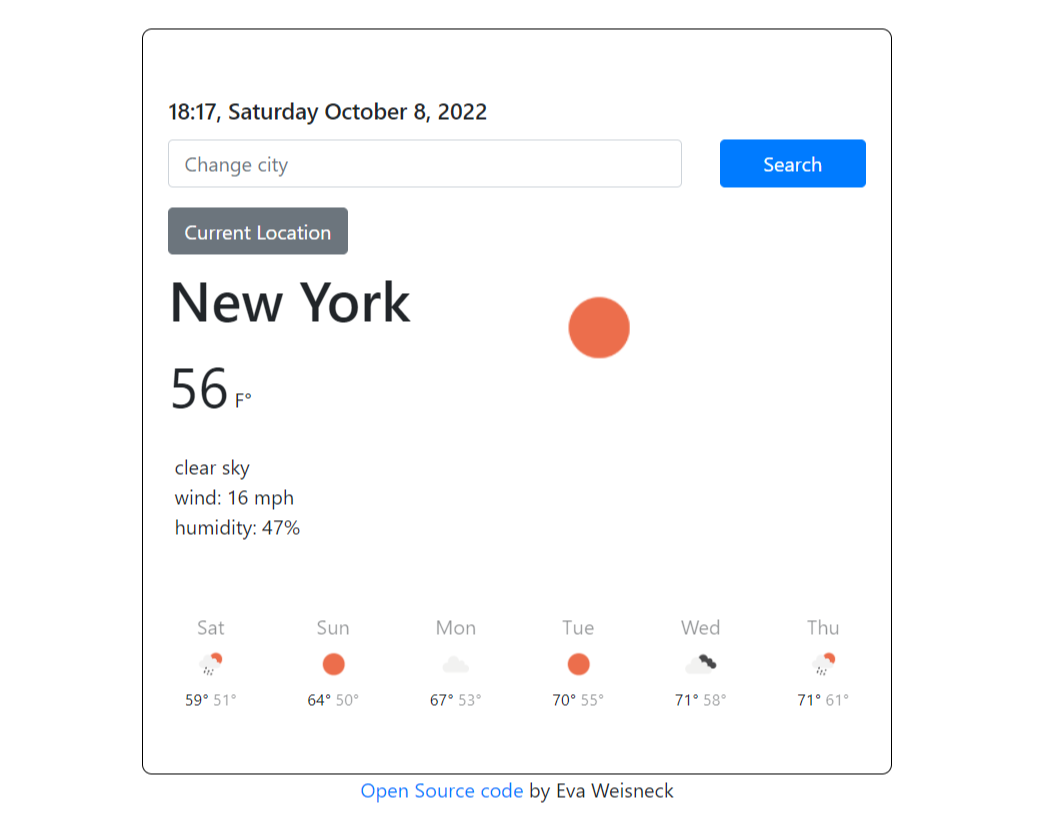 18:17, Saturday October 8, 2022
Change city
Search
Current Location
New York
56 F°
clear sky
wind: 16 mph
humidity: 47%
Sat Sun Mon Tue Wed Thu
59° 51° 64° 50° 67° 53° 70° 55° 71° 58° 71° 61°
Open Source code by Eva Weisneck